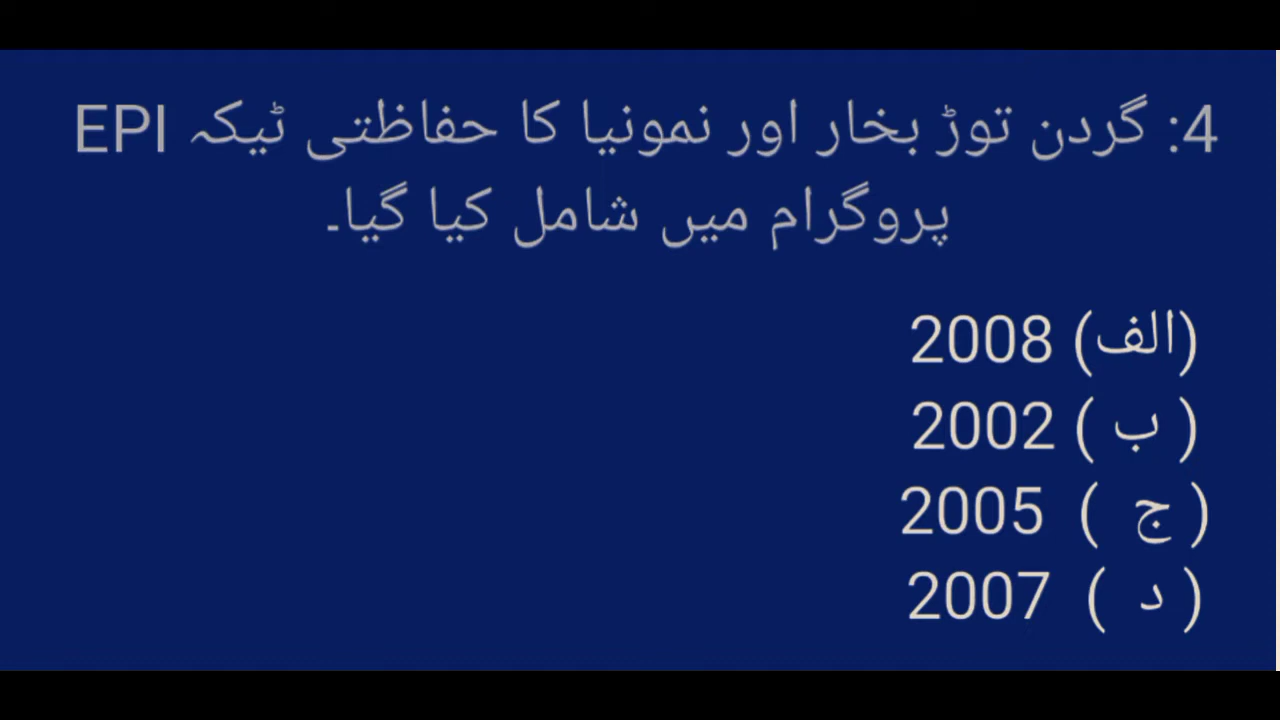 4: گردن توڑ بخار اور نمونیا کا حفاظتی ٹیکہ EPI
پروگرام میں شامل کیا گیا۔
(الف) 2008
( ب ) 2002
( ج ) 2005
( د ) 2007